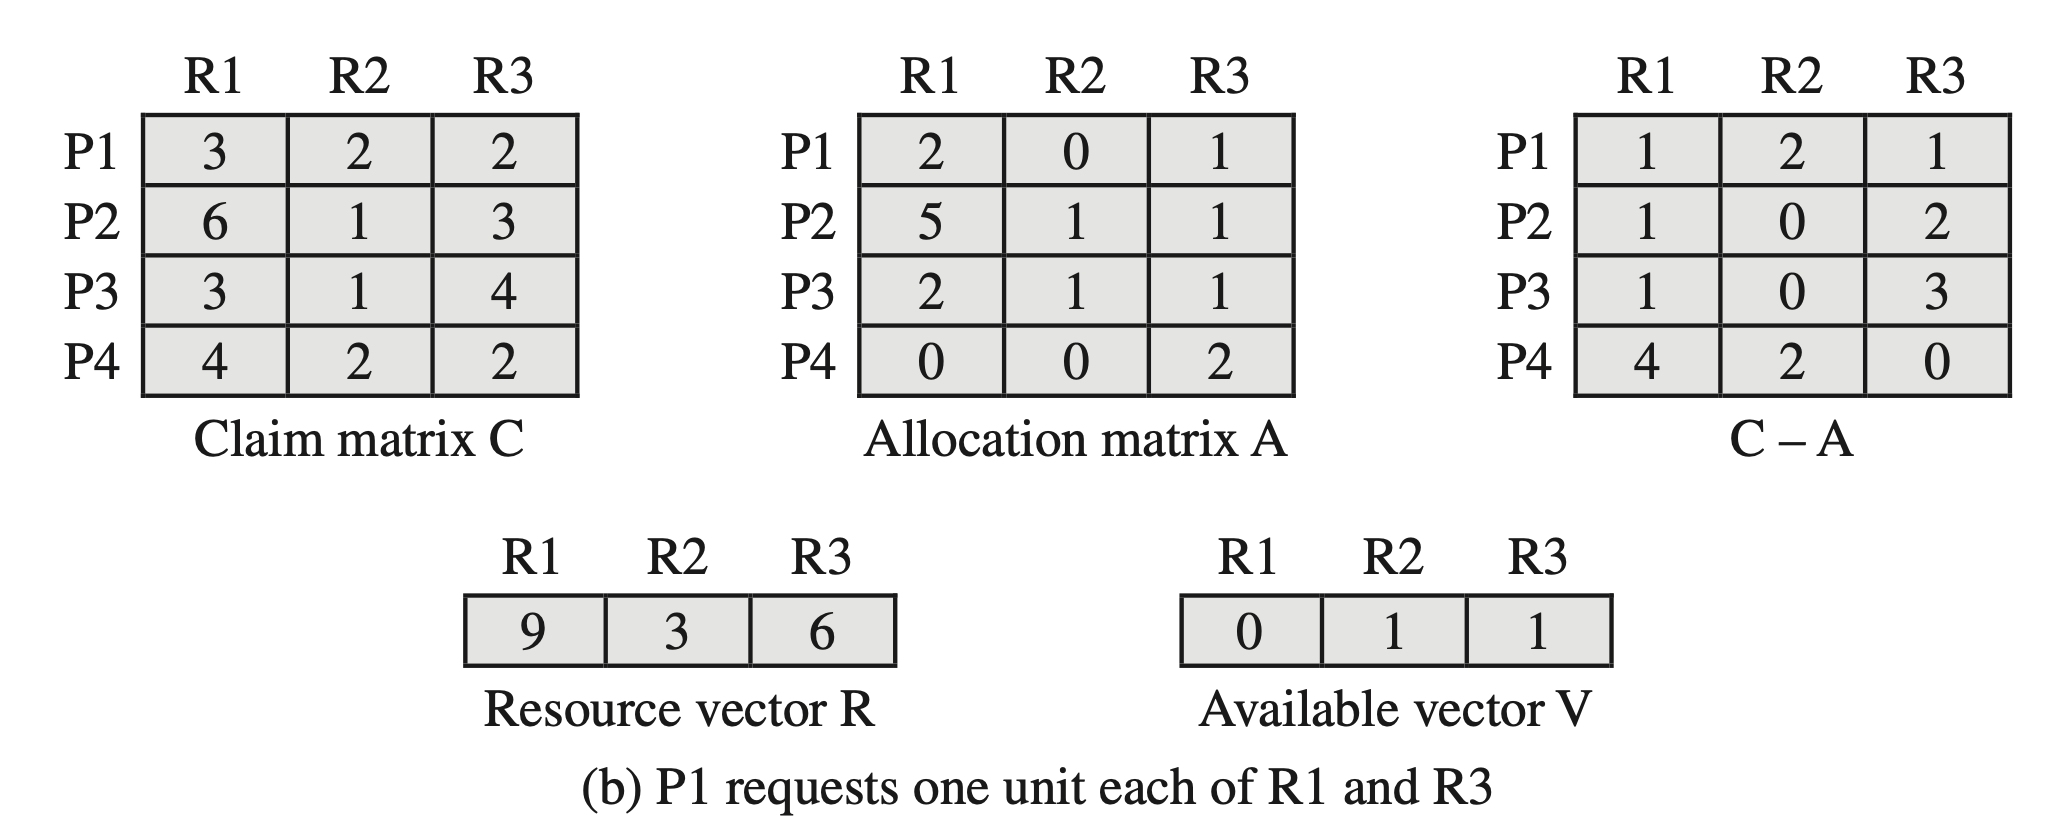 R1 R2 R3 R1 R2 R3 R1 R2 R3
P1 3 2 2 P1 2 0 1 P1 1 2 1
P2 6 1 3 P2 5 1 1 P2 1 0 2
P3 3 1 4 P3 2 1 1 P3 1 0 3
P4 4 2 2 P4 0 0 2 P4 4 2 0
Claim matrix C Allocation matrix A C – A
R1 R2 R3 R1 R2 R3
9 3 6 0 1 1
Resource vector R Available vector V
(b) P1 requests one unit each of R1 and R3